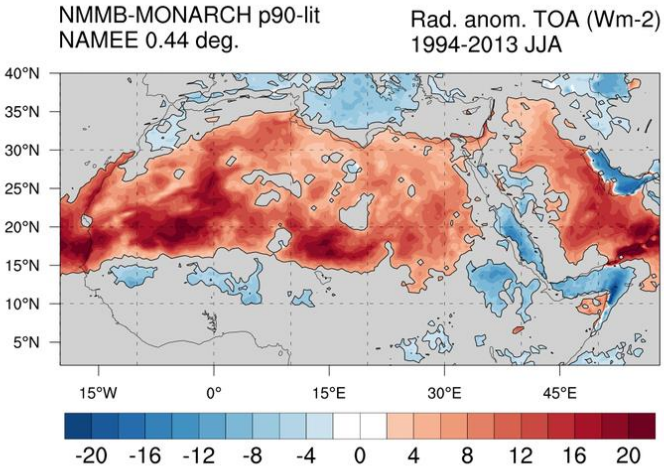 NMMB-MONARCH p90-lit
NAMEE 0.44 deg.
Rad. anom. TOA (Wm-2)
1994-2013 JJA
40°N
35°N
30°N
25°N
20°N
15°N
10°N
5°N
15°W 0° 15°E 30°E 45°E
-20 -16 -12 -8 -4 0 4 8 12 16 20